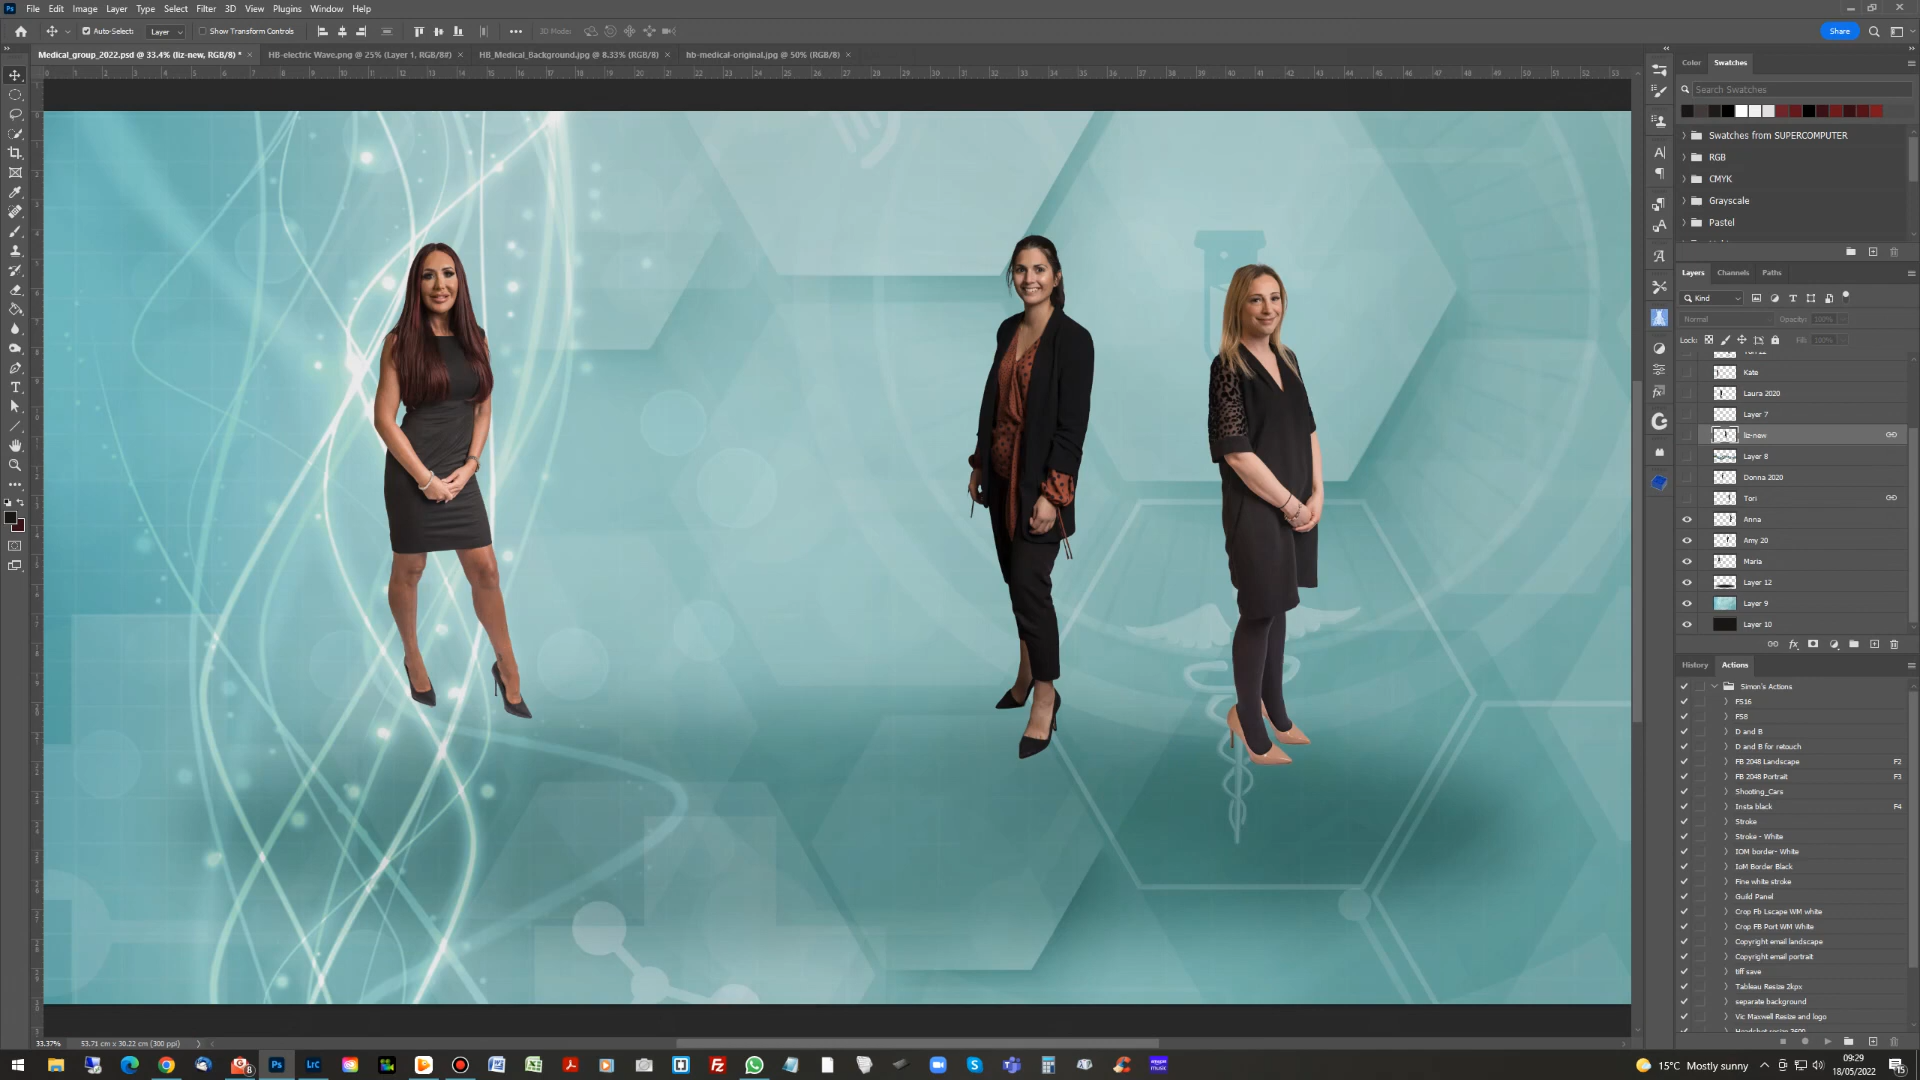 File Edit Image Layer Type Select Filter 3D View Plugins Window Help
Auto-Select: Layer Show Transform Controls 3D Mode: Share
Medical_group_2022.psd @ 33.4% (liz-new, RGB/8) * HB-electric Wave.png @ 25% (Layer 1, RGB/8#) HB_Medical_Background.jpg @ 8.33% (RGB/8) hb-medical-original.jpg @ 50% (RGB/8)
Color Swatches
Search Swatches
Swatches from SUPERCOMPUTER
RGB
CMYK
Grayscale
Pastel
Layers Channels Paths
Kind
Normal Opacity: 100%
Lock: Fill: 100%
Kate
Laura 2020
Layer 7
liz-new
Layer 8
Donna 2020
Tori
Anna
Amy 20
Maria
Layer 12
Layer 9
Layer 10
History Actions
Simon's Actions
FS16
FS8
D and B
D and B for retouch
FB 2048 Landscape F2
FB 2048 Portrait F3
Shooting_Cars
Insta black F4
Stroke
Stroke - White
IOM border- White
IoM Border Black
Fine white stroke
Guild Panel
Crop Fb Lscape WM white
Crop FB Port WM White
Copyright email landscape
Copyright email portrait
tiff save
Tableau Resize 2kpx
separate background
Vic Maxwell Resize and logo
33.37% 53.71 cm x 30.22 cm (300 ppi)
15°C Mostly sunny
09:29
18/05/2022